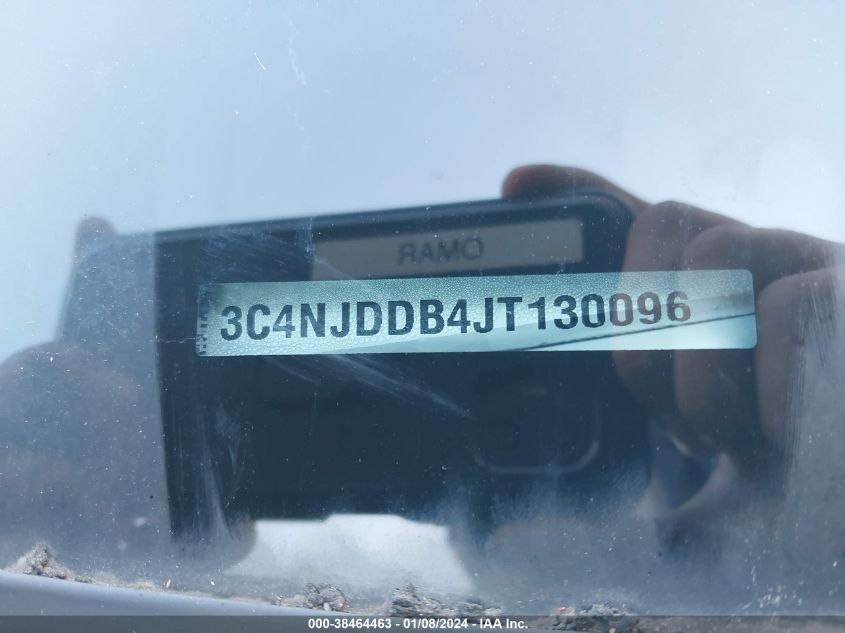 RAMO
3C4NJDDB4JT130096
000-38464463 - 01/08/2024 - IAA Inc.